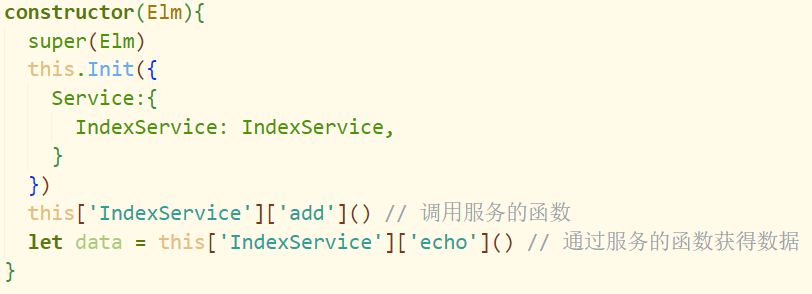 constructor(Elm){
  super(Elm)
  this.Init({
    Service:{
      IndexService: IndexService,
    }
  })
  this['IndexService']['add']() // 调用服务的函数
  let data = this['IndexService']['echo']() // 通过服务的函数获得数据
}